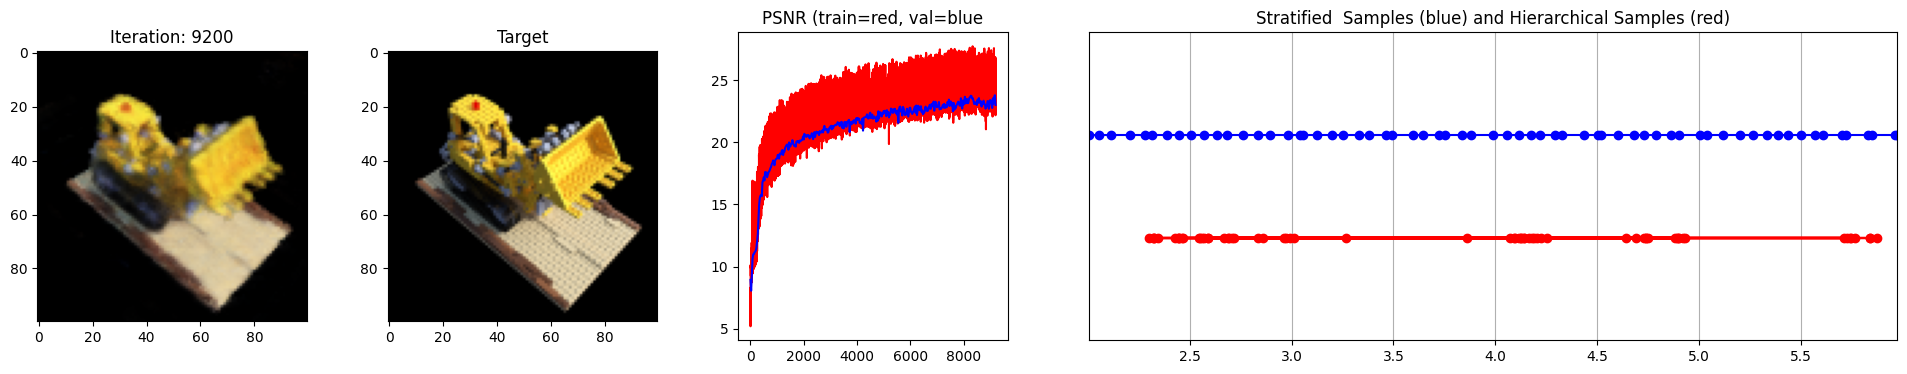 Iteration: 9200
0
20
40
60
80
0 20 40 60 80
Target
0
20
40
60
80
0 20 40 60 80
PSNR (train=red, val=blue
25
20
15
10
5
0 2000 4000 6000 8000
Stratified  Samples (blue) and Hierarchical Samples (red)
2.5 3.0 3.5 4.0 4.5 5.0 5.5